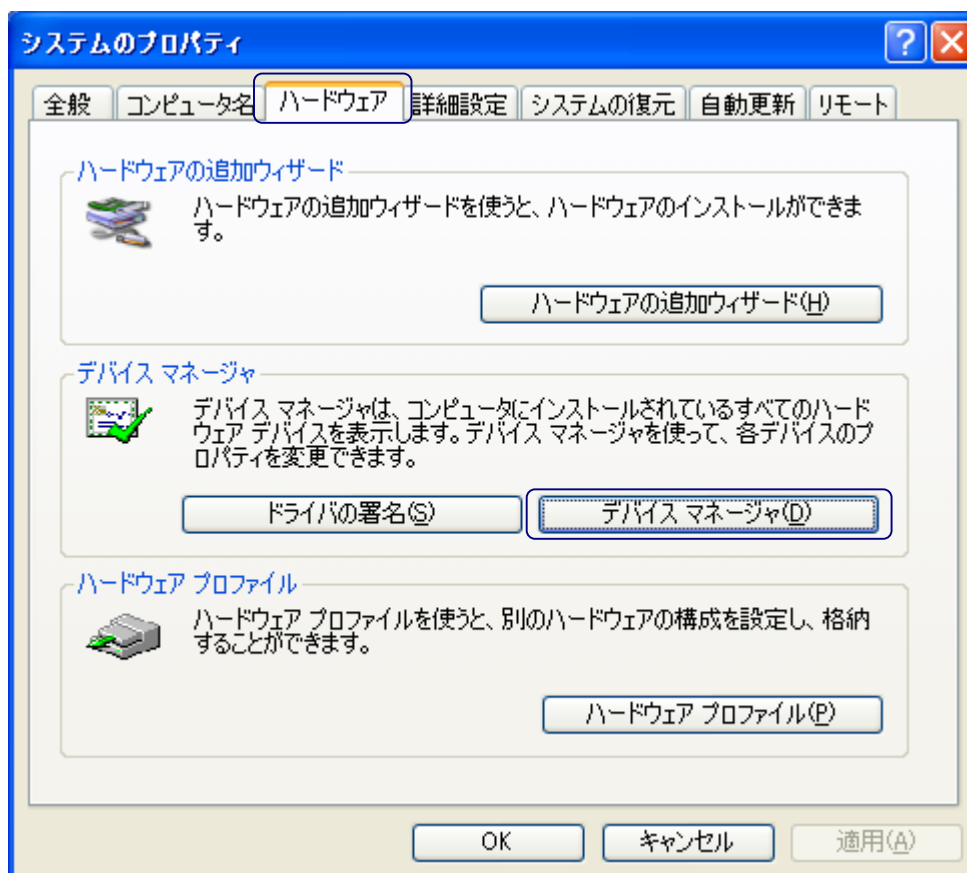 システムのプロパティ
全般 コンピュータ名 ハードウェア 詳細設定 システムの復元 自動更新 リモート
ハードウェアの追加ウィザード
ハードウェアの追加ウィザードを使うと、ハードウェアのインストールができま
す。
ハードウェアの追加ウィザード(H)
デバイス マネージャ
デバイス マネージャは、コンピュータにインストールされているすべてのハード
ウェア デバイスを表示します。デバイス マネージャを使って、各デバイスのプ
ロパティを変更できます。
ドライバの署名(S) デバイス マネージャ(D)
ハードウェア プロファイル
ハードウェア プロファイルを使うと、別のハードウェアの構成を設定し、格納
することができます。
ハードウェア プロファイル(P)
OK キャンセル 適用(A)